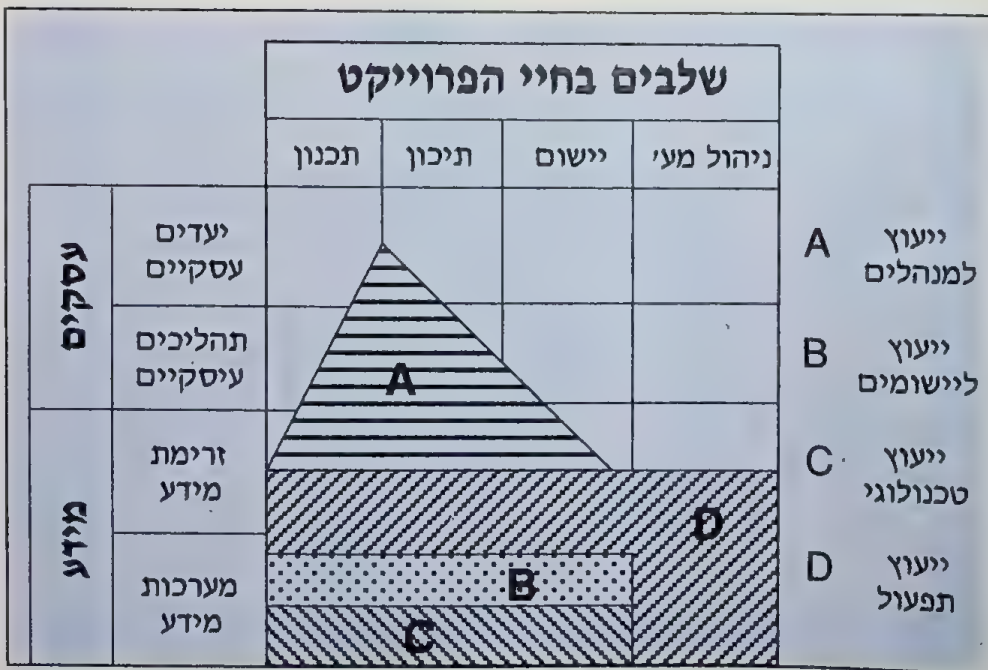 שלבים בחיי הפרוייקט
תכנון תיכון יישום ניהול מע׳
עסקים
יעדים
עסקיים
תהליכים
עיסקיים
מידע
זרימת
מידע
מערכות
מידע
A
D
B
C
A ייעוץ
למנהלים
B ייעוץ
ליישומים
C ייעוץ
טכנולוגי
D ייעוץ
תפעול